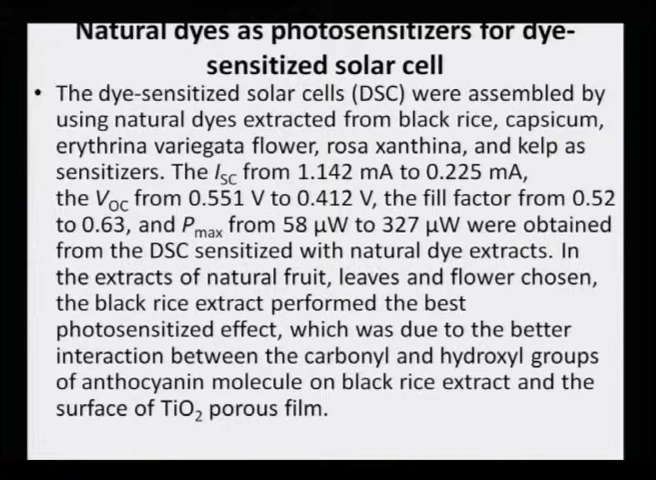 Natural dyes as photosensitizers for dye-
sensitized solar cell
• The dye-sensitized solar cells (DSC) were assembled by
using natural dyes extracted from black rice, capsicum,
erythrina variegata flower, rosa xanthina, and kelp as
sensitizers. The I_SC from 1.142 mA to 0.225 mA,
the V_OC from 0.551 V to 0.412 V, the fill factor from 0.52
to 0.63, and P_max from 58 μW to 327 μW were obtained
from the DSC sensitized with natural dye extracts. In
the extracts of natural fruit, leaves and flower chosen,
the black rice extract performed the best
photosensitized effect, which was due to the better
interaction between the carbonyl and hydroxyl groups
of anthocyanin molecule on black rice extract and the
surface of TiO₂ porous film.